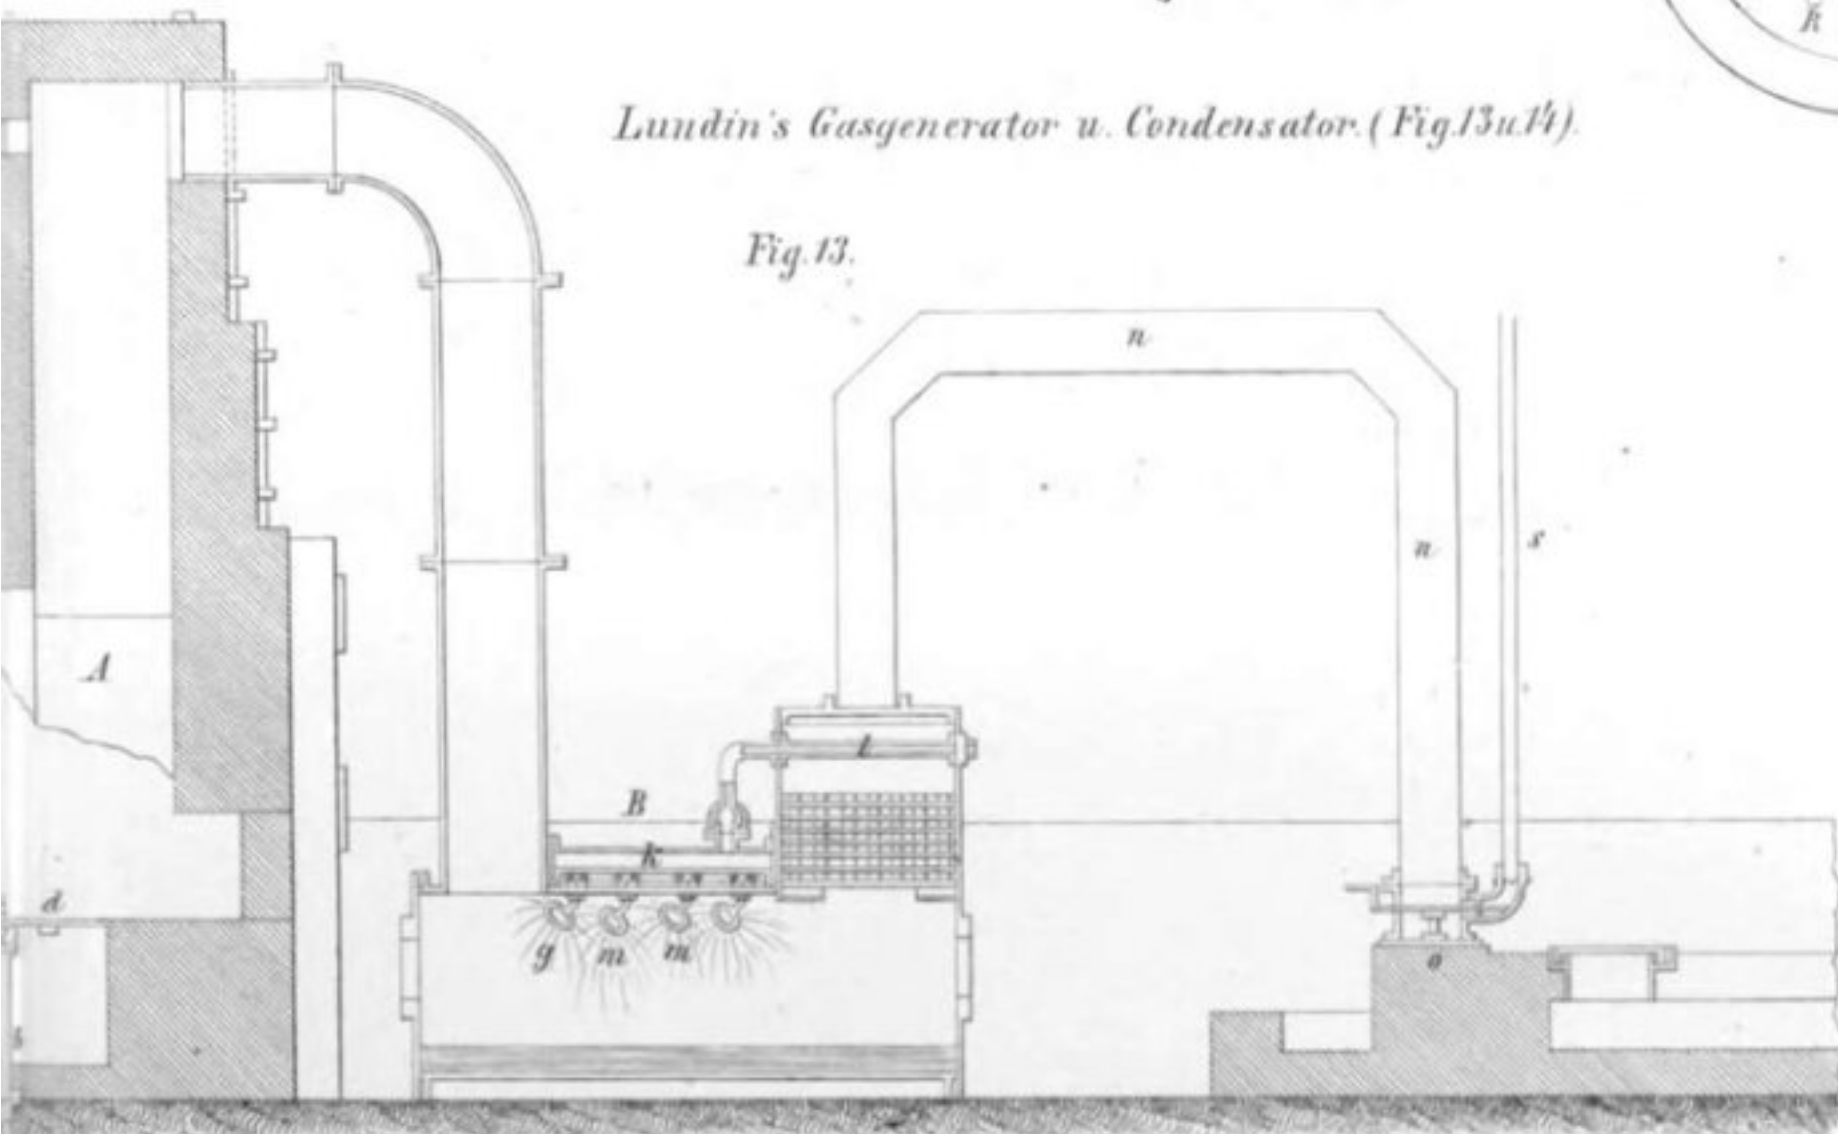 k
Lundin's Gasgenerator u. Condensator. (Fig. 13 u. 14).
Fig. 13.
n
n
s
A
l
B
k
d
g m m
o
b